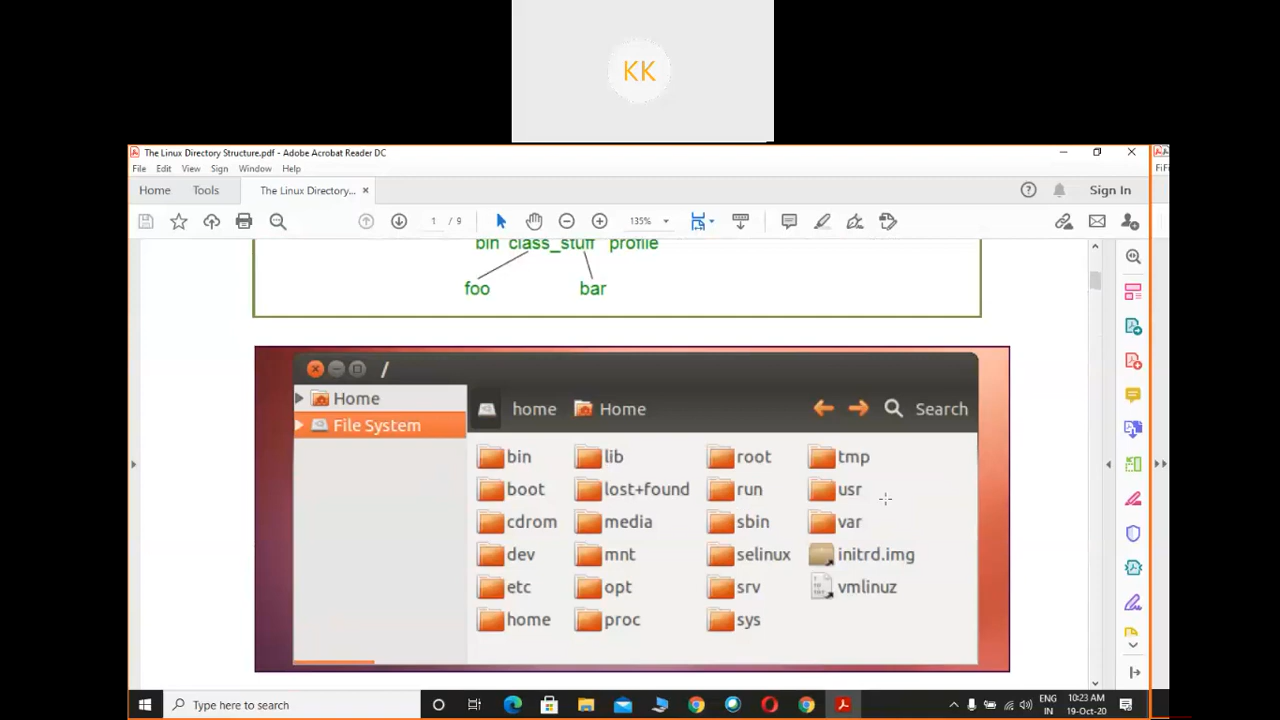 KK
The Linux Directory Structure.pdf - Adobe Acrobat Reader DC
File Edit View Sign Window Help
FiFi
Home Tools The Linux Directory... × Sign In
1 / 9 135%
bin class_stuff profile
foo bar
/
Home
File System
home Home Search
bin lib root tmp
boot lost+found run usr
cdrom media sbin var
dev mnt selinux initrd.img
etc opt srv vmlinuz
home proc sys
Type here to search
ENG 10:23 AM
IN 19-Oct-20